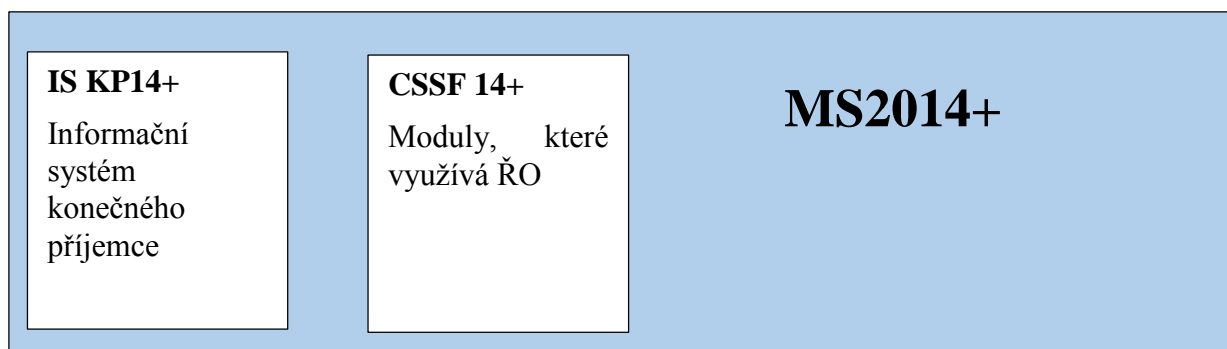 IS KP14+
Informační
systém
konečného
příjemce
CSSF 14+
Moduly, které
využívá ŘO
MS2014+